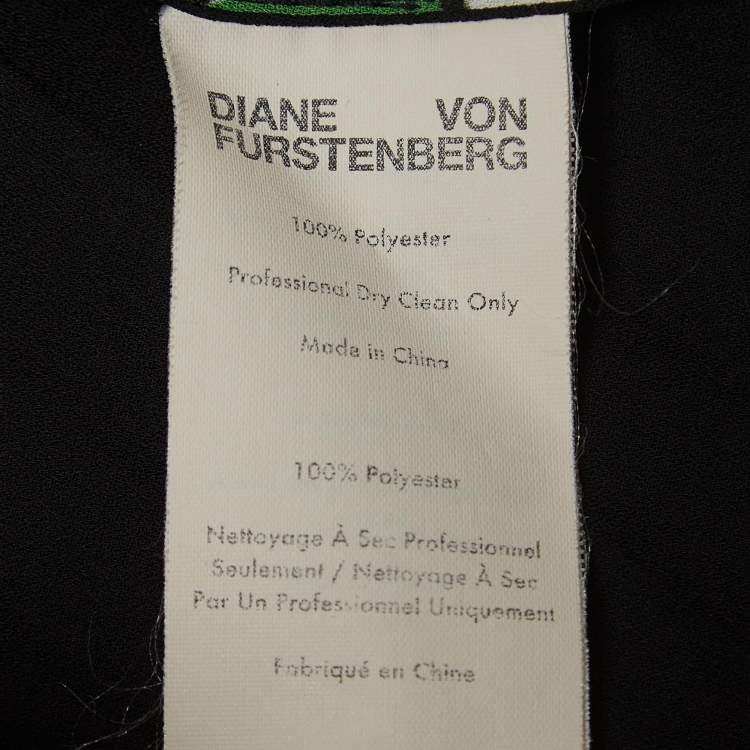 DIANE VON
FURSTENBERG
100% Polyester
Professional Dry Clean Only
Made in China
100% Polyester
Nettoyage À Sec Professionnel
Seulement / Nettoyage À Sec
Par Un Professionnel Uniquement
Fabriqué en Chine